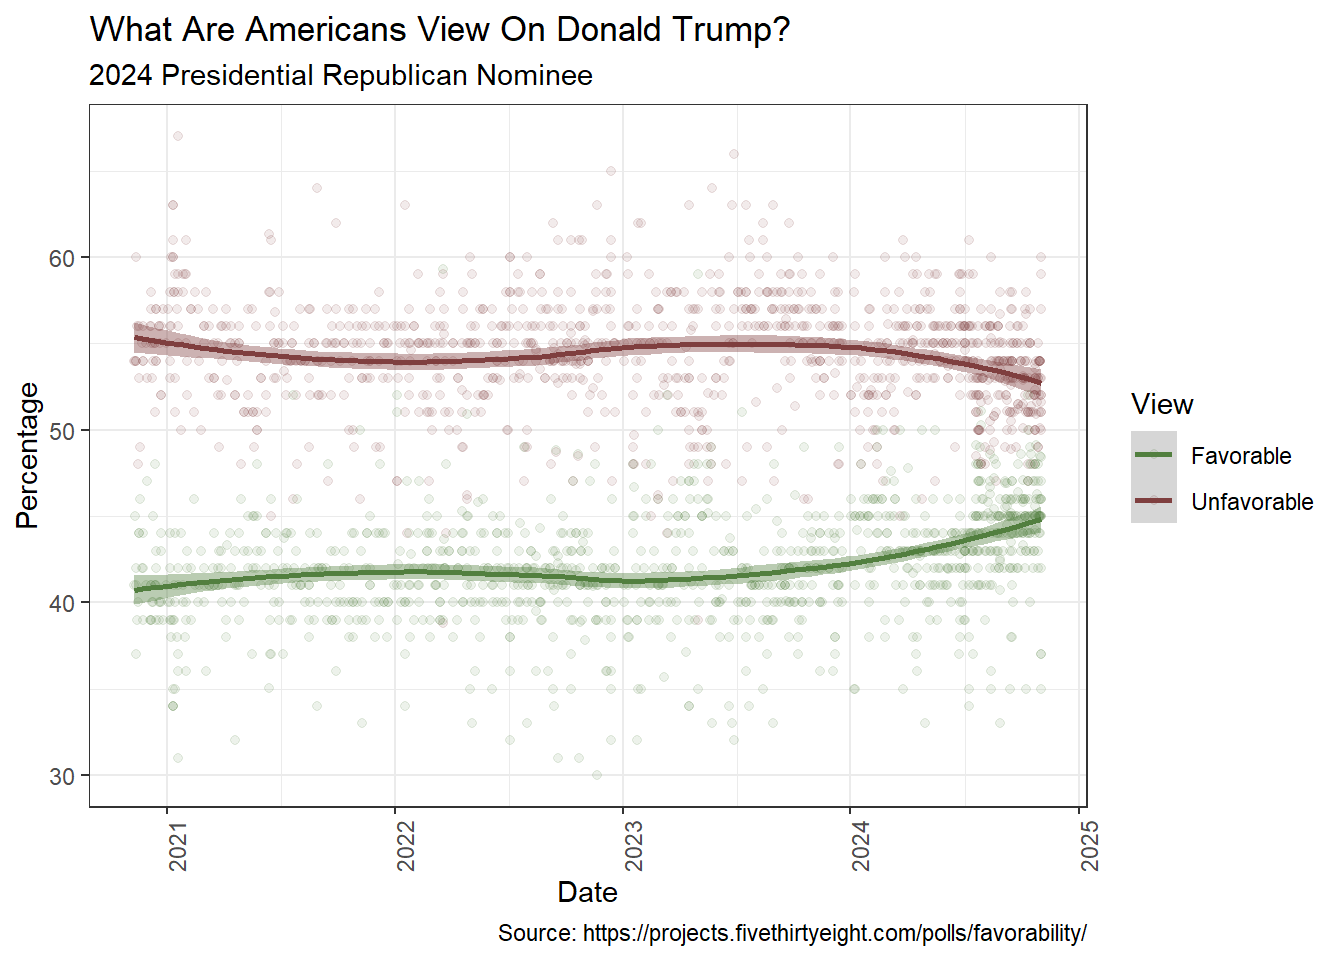 What Are Americans View On Donald Trump?
2024 Presidential Republican Nominee
Percentage
60
50
40
30
2021
2022
2023
2024
2025
Date
View
Favorable
Unfavorable
Source: https://projects.fivethirtyeight.com/polls/favorability/